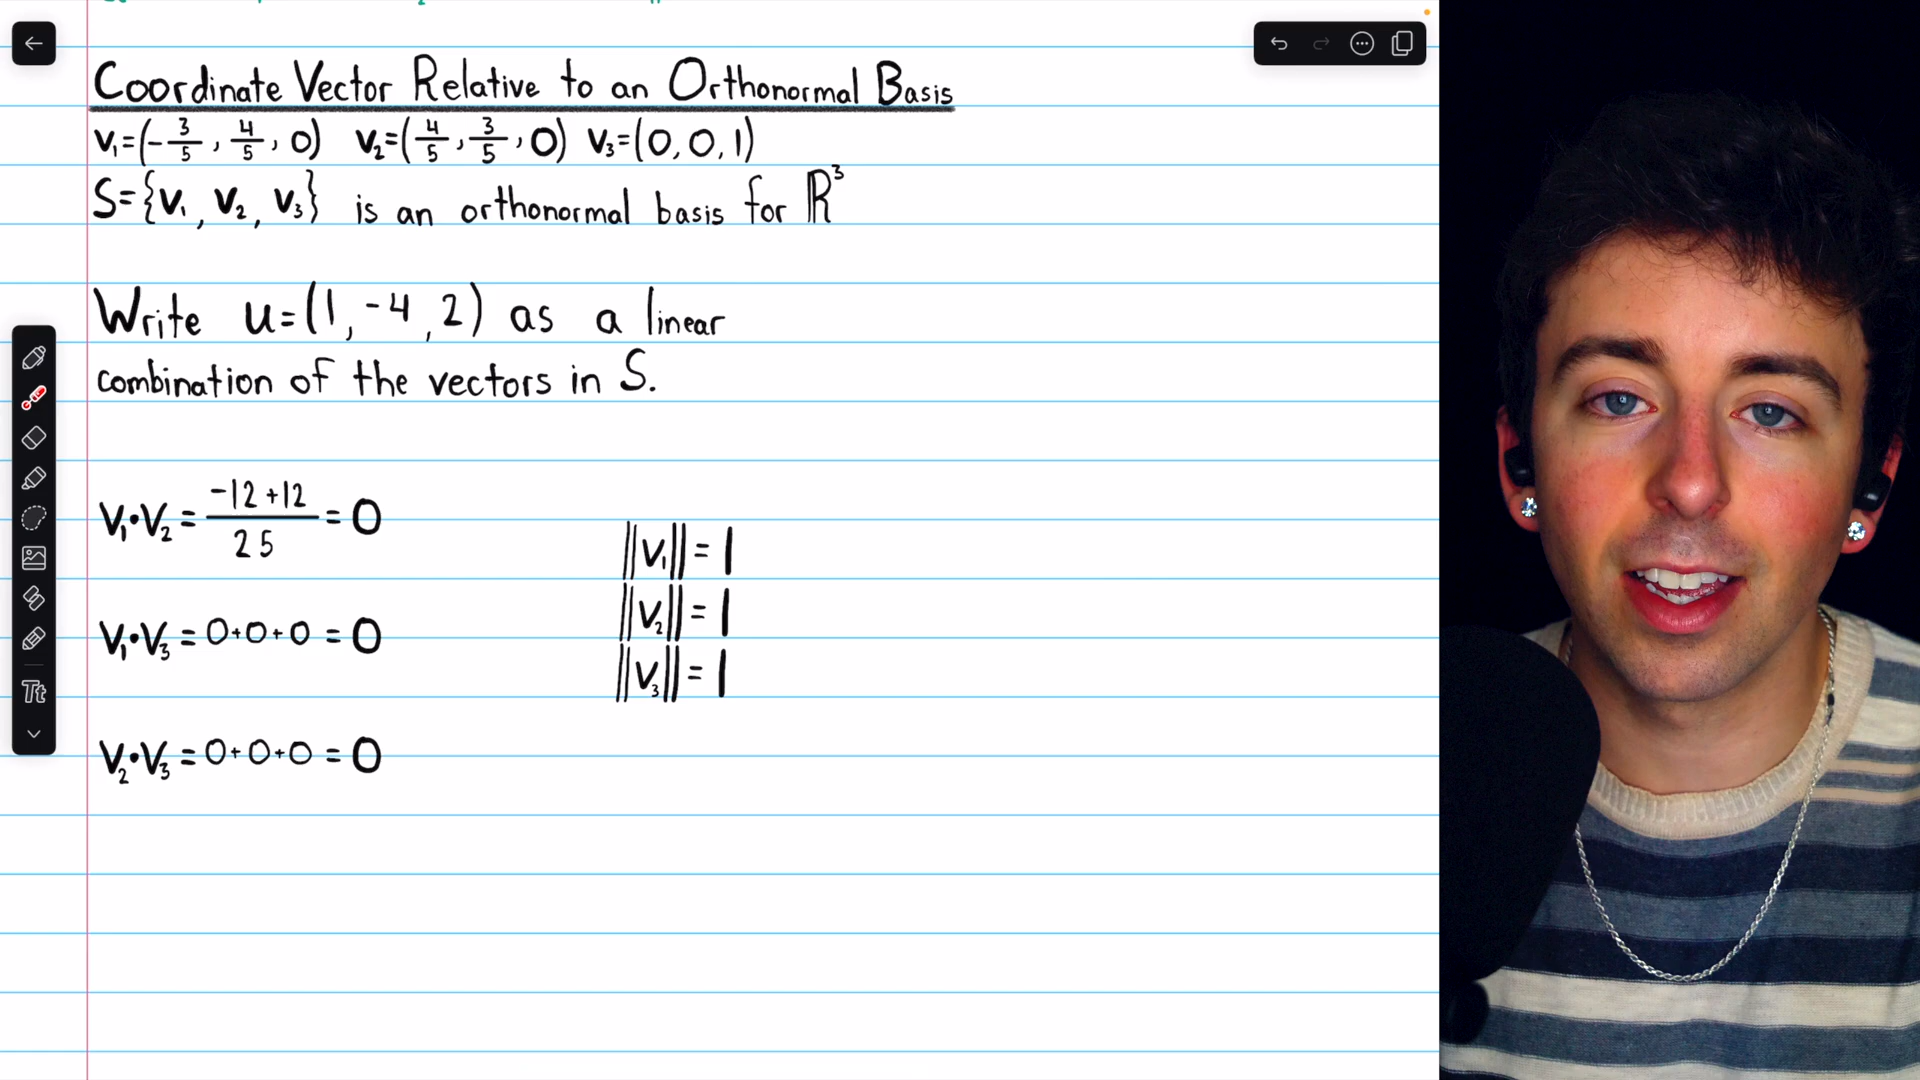 Coordinate Vector Relative to an Orthonormal Basis
v₁=(-3/5, 4/5, 0) v₂=(4/5, 3/5, 0) v₃=(0, 0, 1)
S={v₁, v₂, v₃} is an orthonormal basis for ℝ³
Write u=(1, -4, 2) as a linear
combination of the vectors in S.
v₁•v₂ = (-12+12)/25 = 0
||v₁|| = 1
||v₂|| = 1
v₁•v₃ = 0+0+0 = 0
||v₃|| = 1
v₂•v₃ = 0+0+0 = 0
Tt